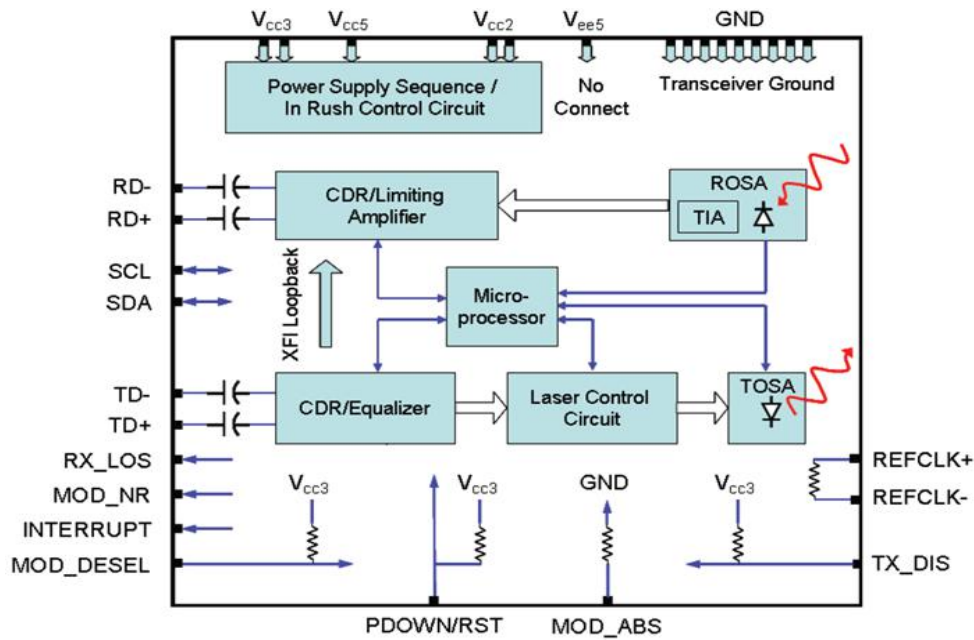 Vcc3 Vcc5 Vcc2 Vee5 GND
Power Supply Sequence /
In Rush Control Circuit
No
Connect
Transceiver Ground
RD-
RD+
CDR/Limiting
Amplifier
ROSA
TIA
SCL
SDA
XFI Loopback
Micro-
processor
TD-
TD+
CDR/Equalizer
Laser Control
Circuit
TOSA
RX_LOS
MOD_NR
INTERRUPT
MOD_DESEL
Vcc3
Vcc3
GND
Vcc3
REFCLK+
REFCLK-
TX_DIS
PDOWN/RST
MOD_ABS